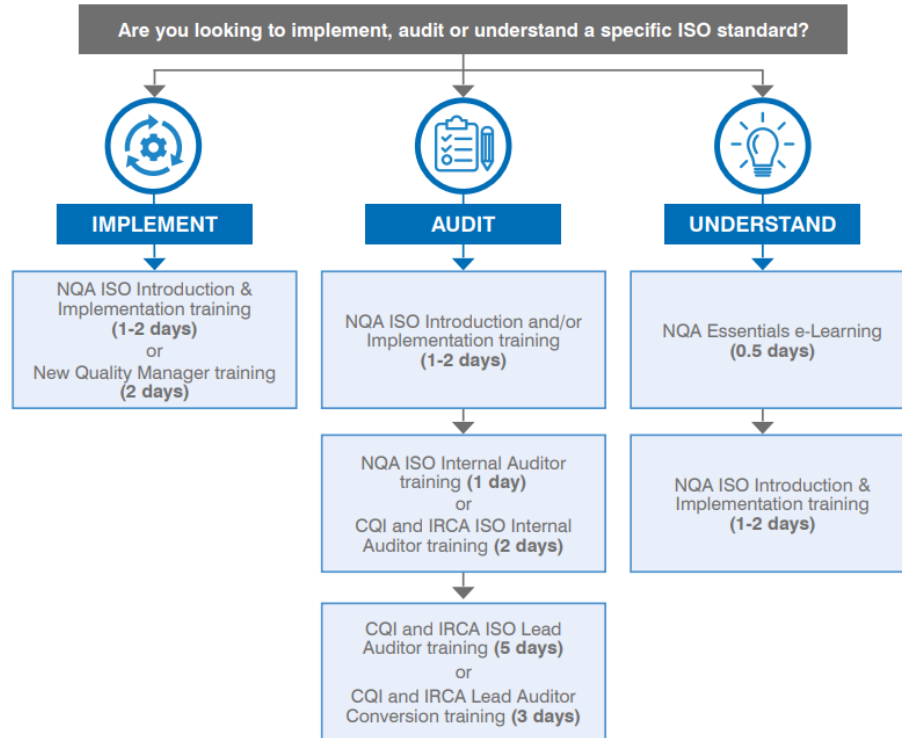 Are you looking to implement, audit or understand a specific ISO standard?
IMPLEMENT
NQA ISO Introduction &
Implementation training
(1-2 days)
or
New Quality Manager training
(2 days)
AUDIT
NQA ISO Introduction and/or
Implementation training
(1-2 days)
NQA ISO Internal Auditor
training (1 day)
or
CQI and IRCA ISO Internal
Auditor training (2 days)
CQI and IRCA ISO Lead
Auditor training (5 days)
or
CQI and IRCA Lead Auditor
Conversion training (3 days)
UNDERSTAND
NQA Essentials e-Learning
(0.5 days)
NQA ISO Introduction &
Implementation training
(1-2 days)